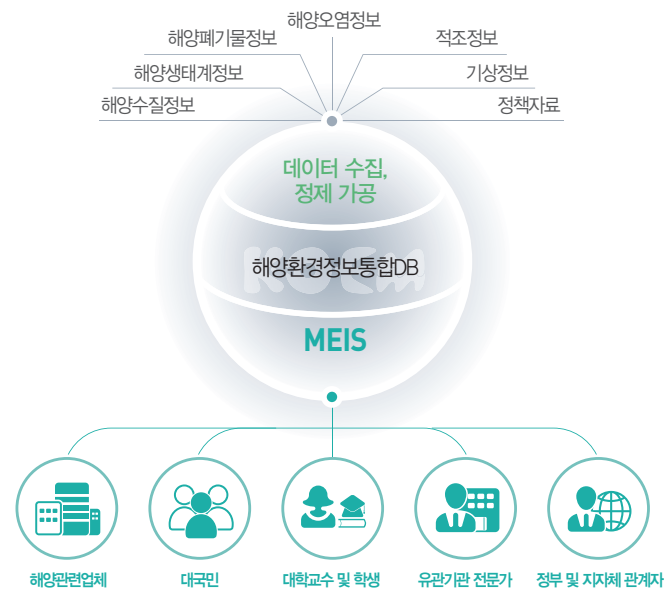 해양오염정보
해양폐기물정보
적조정보
해양생태계정보
기상정보
해양수질정보
정책자료
데이터 수집,
정제 가공
KOEM
해양환경정보통합DB
MEIS
해양관련업체
대국민
대학교수 및 학생
유관기관 전문가
정부 및 지자체 관계자